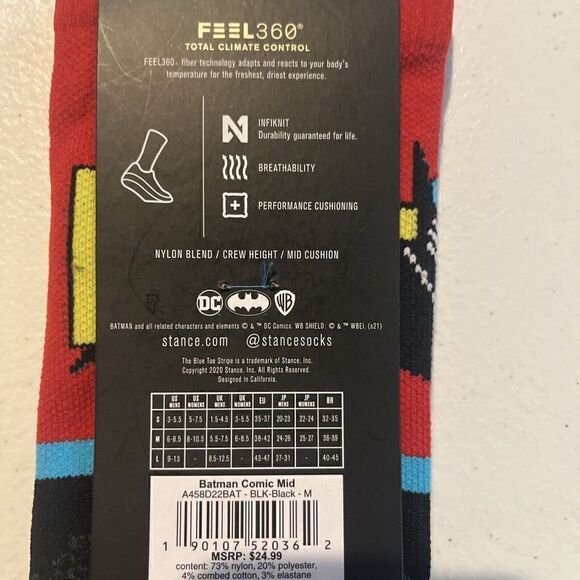 FEEL360®
TOTAL CLIMATE CONTROL
FEEL360® fiber technology adapts and reacts to your body's
temperature for the freshest, driest experience.
INFIKNIT
Durability guaranteed for life.
BREATHABILITY
PERFORMANCE CUSHIONING
NYLON BLEND / CREW HEIGHT / MID CUSHION
DC WB
BATMAN and all related characters and elements © & ™ DC Comics. WB SHIELD: © & ™ WBEI. (s21)
stance.com @stancesocks
The Blue Toe Stripe is a trademark of Stance, Inc.
Copyright 2020 Stance, Inc. All Rights Reserved.
Designed in California.
US MENS US WOMENS UK MENS UK WOMENS EU JP MENS JP WOMENS BR
S 3-5.5 5-7.5 1.5-4.5 3-5.5 35-37 20-23 22-24 32-35
M 6-8.5 8-10.5 5.5-7.5 6-8.5 38-42 24-26 25-27 36-39
L 9-13 - 8.5-12.5 - 43-47 27-31 - 40-45
Batman Comic Mid
A458D22BAT - BLK-Black - M
1 90107 52036 2
MSRP: $24.99
content: 73% nylon, 20% polyester,
4% combed cotton, 3% elastane